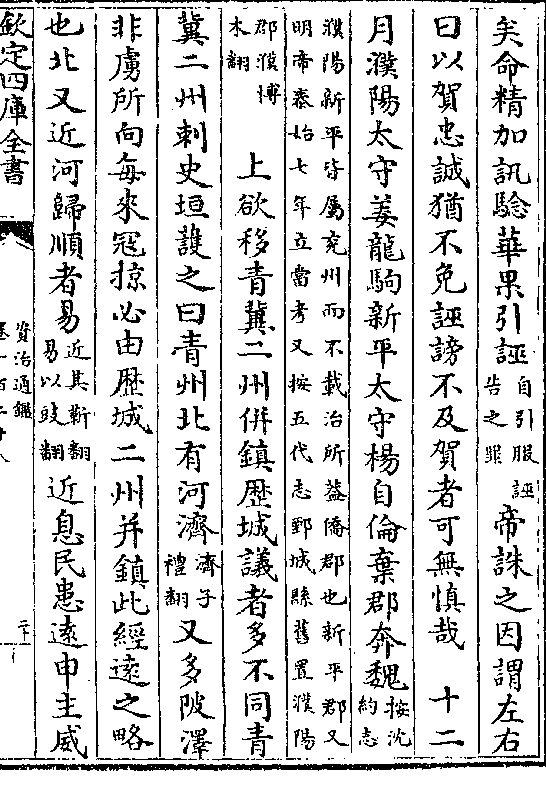 矣命精加訊驗華果引誣自引服誣告之罪帝誅之因謂左右
曰以賀忠誠猶不免誣謗不及賀者可無慎哉　十二
月濮陽太守姜龍駒新平太守楊自倫棄郡奔魏按沈約志
濮陽新平皆屬兖州而不載治所葢僑郡也新平郡又
明帝泰始七年立當考又按五代志鄄城縣舊置濮陽
郡濮博木翻　上欲移青冀二州併鎮歷城議者多不同青
冀二州刺史垣護之曰青州北有河濟濟子禮翻又多陂澤
非虜所向每來寇掠必由歷城二州并鎮此經遠之略
也北又近河歸順者易近其靳翻易以豉翻近息民患遠申主威
欽定四庫全書
資治通鑑